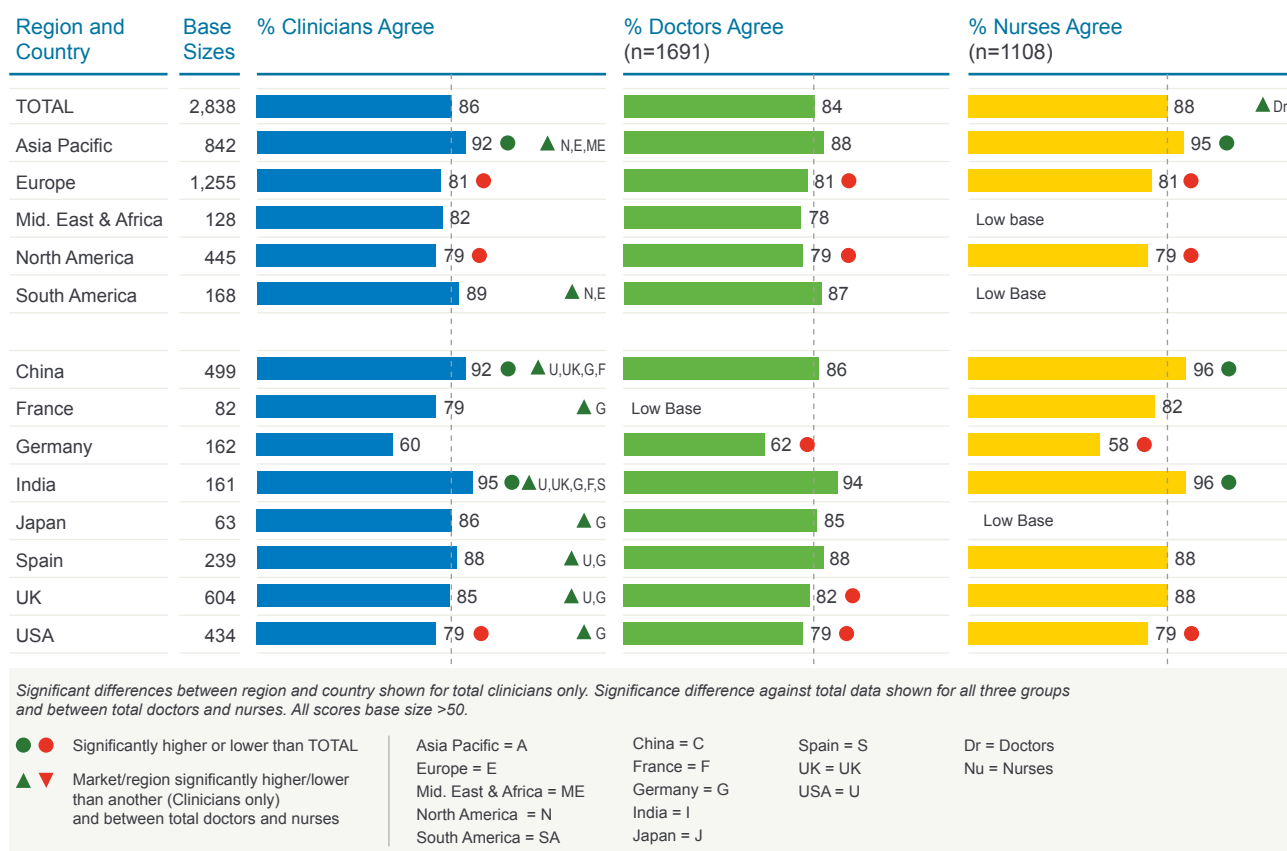 Region and Country Base Sizes % Clinicians Agree % Doctors Agree (n=1691) % Nurses Agree (n=1108)
TOTAL 2,838 86 84 88 ▲ Dr
Asia Pacific 842 92 ● ▲ N,E,ME 88 95 ●
Europe 1,255 81 ● 81 ● 81 ●
Mid. East & Africa 128 82 78 Low base
North America 445 79 ● 79 ● 79 ●
South America 168 89 ▲ N,E 87 Low Base
China 499 92 ● ▲ U,UK,G,F 86 96 ●
France 82 79 ▲ G Low Base 82
Germany 162 60 62 ● 58 ●
India 161 95 ● ▲ U,UK,G,F,S 94 96 ●
Japan 63 86 ▲ G 85 Low Base
Spain 239 88 ▲ U,G 88 88
UK 604 85 ▲ U,G 82 ● 88
USA 434 79 ● ▲ G 79 ● 79 ●
Significant differences between region and country shown for total clinicians only. Significance difference against total data shown for all three groups
and between total doctors and nurses. All scores base size >50.
● ● Significantly higher or lower than TOTAL
▲ ▼ Market/region significantly higher/lower
than another (Clinicians only)
and between total doctors and nurses
Asia Pacific = A
Europe = E
Mid. East & Africa = ME
North America = N
South America = SA
China = C
France = F
Germany = G
India = I
Japan = J
Spain = S
UK = UK
USA = U
Dr = Doctors
Nu = Nurses